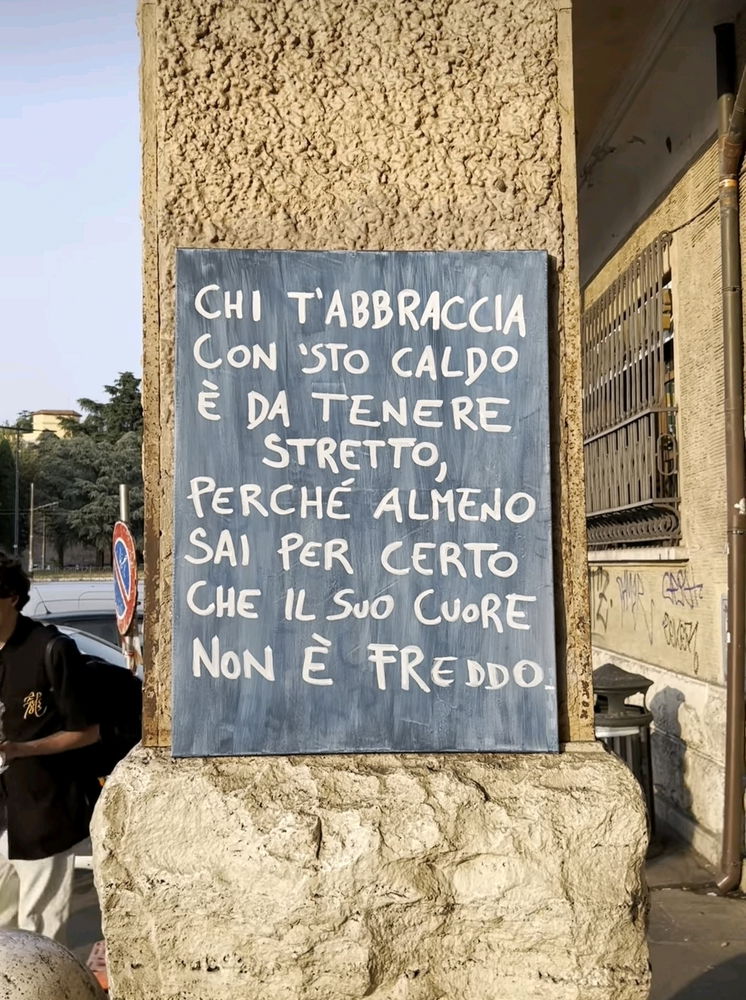 CHI T'ABBRACCIA
CON 'STO CALDO
È DA TENERE
STRETTO,
PERCHÉ ALMENO
SAI PER CERTO
CHE IL SUO CUORE
NON È FREDDO.